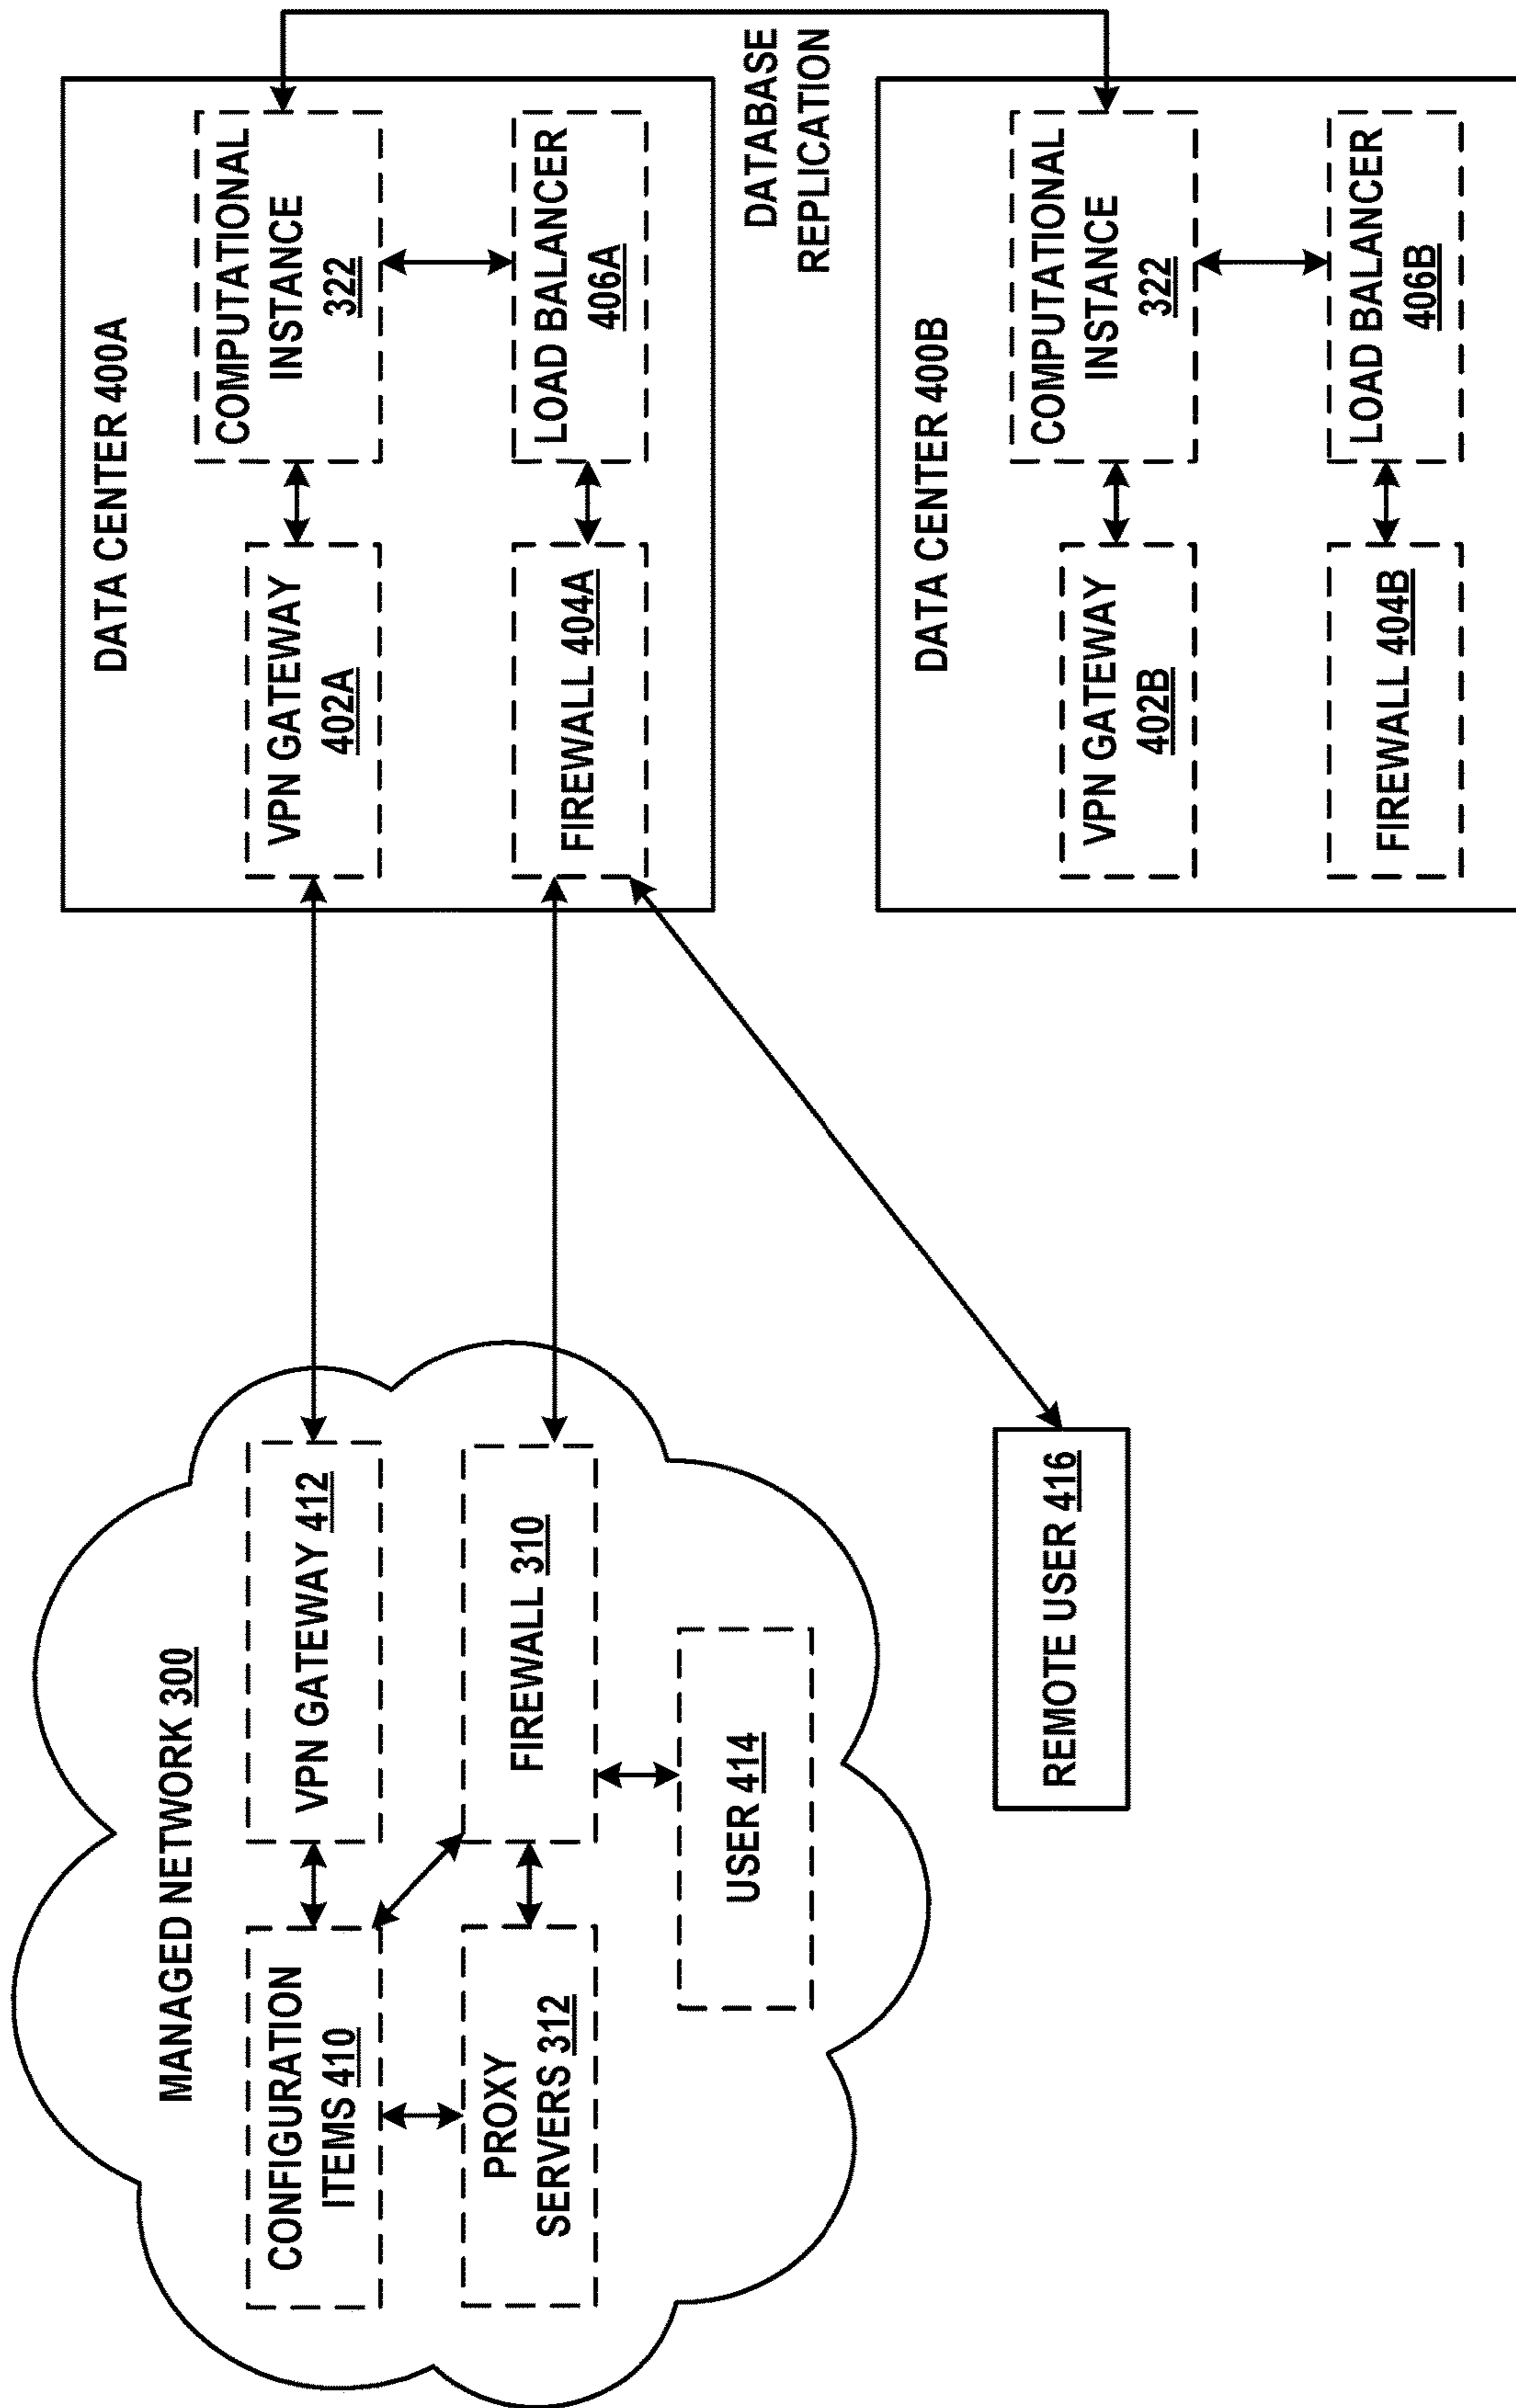 MANAGED NETWORK 300
CONFIGURATION
ITEMS 410
VPN GATEWAY 412
PROXY
SERVERS 312
FIREWALL 310
USER 414
REMOTE USER 416
DATA CENTER 400A
VPN GATEWAY
402A
COMPUTATIONAL
INSTANCE
322
FIREWALL 404A
LOAD BALANCER
406A
DATABASE
REPLICATION
DATA CENTER 400B
VPN GATEWAY
402B
COMPUTATIONAL
INSTANCE
322
FIREWALL 404B
LOAD BALANCER
406B